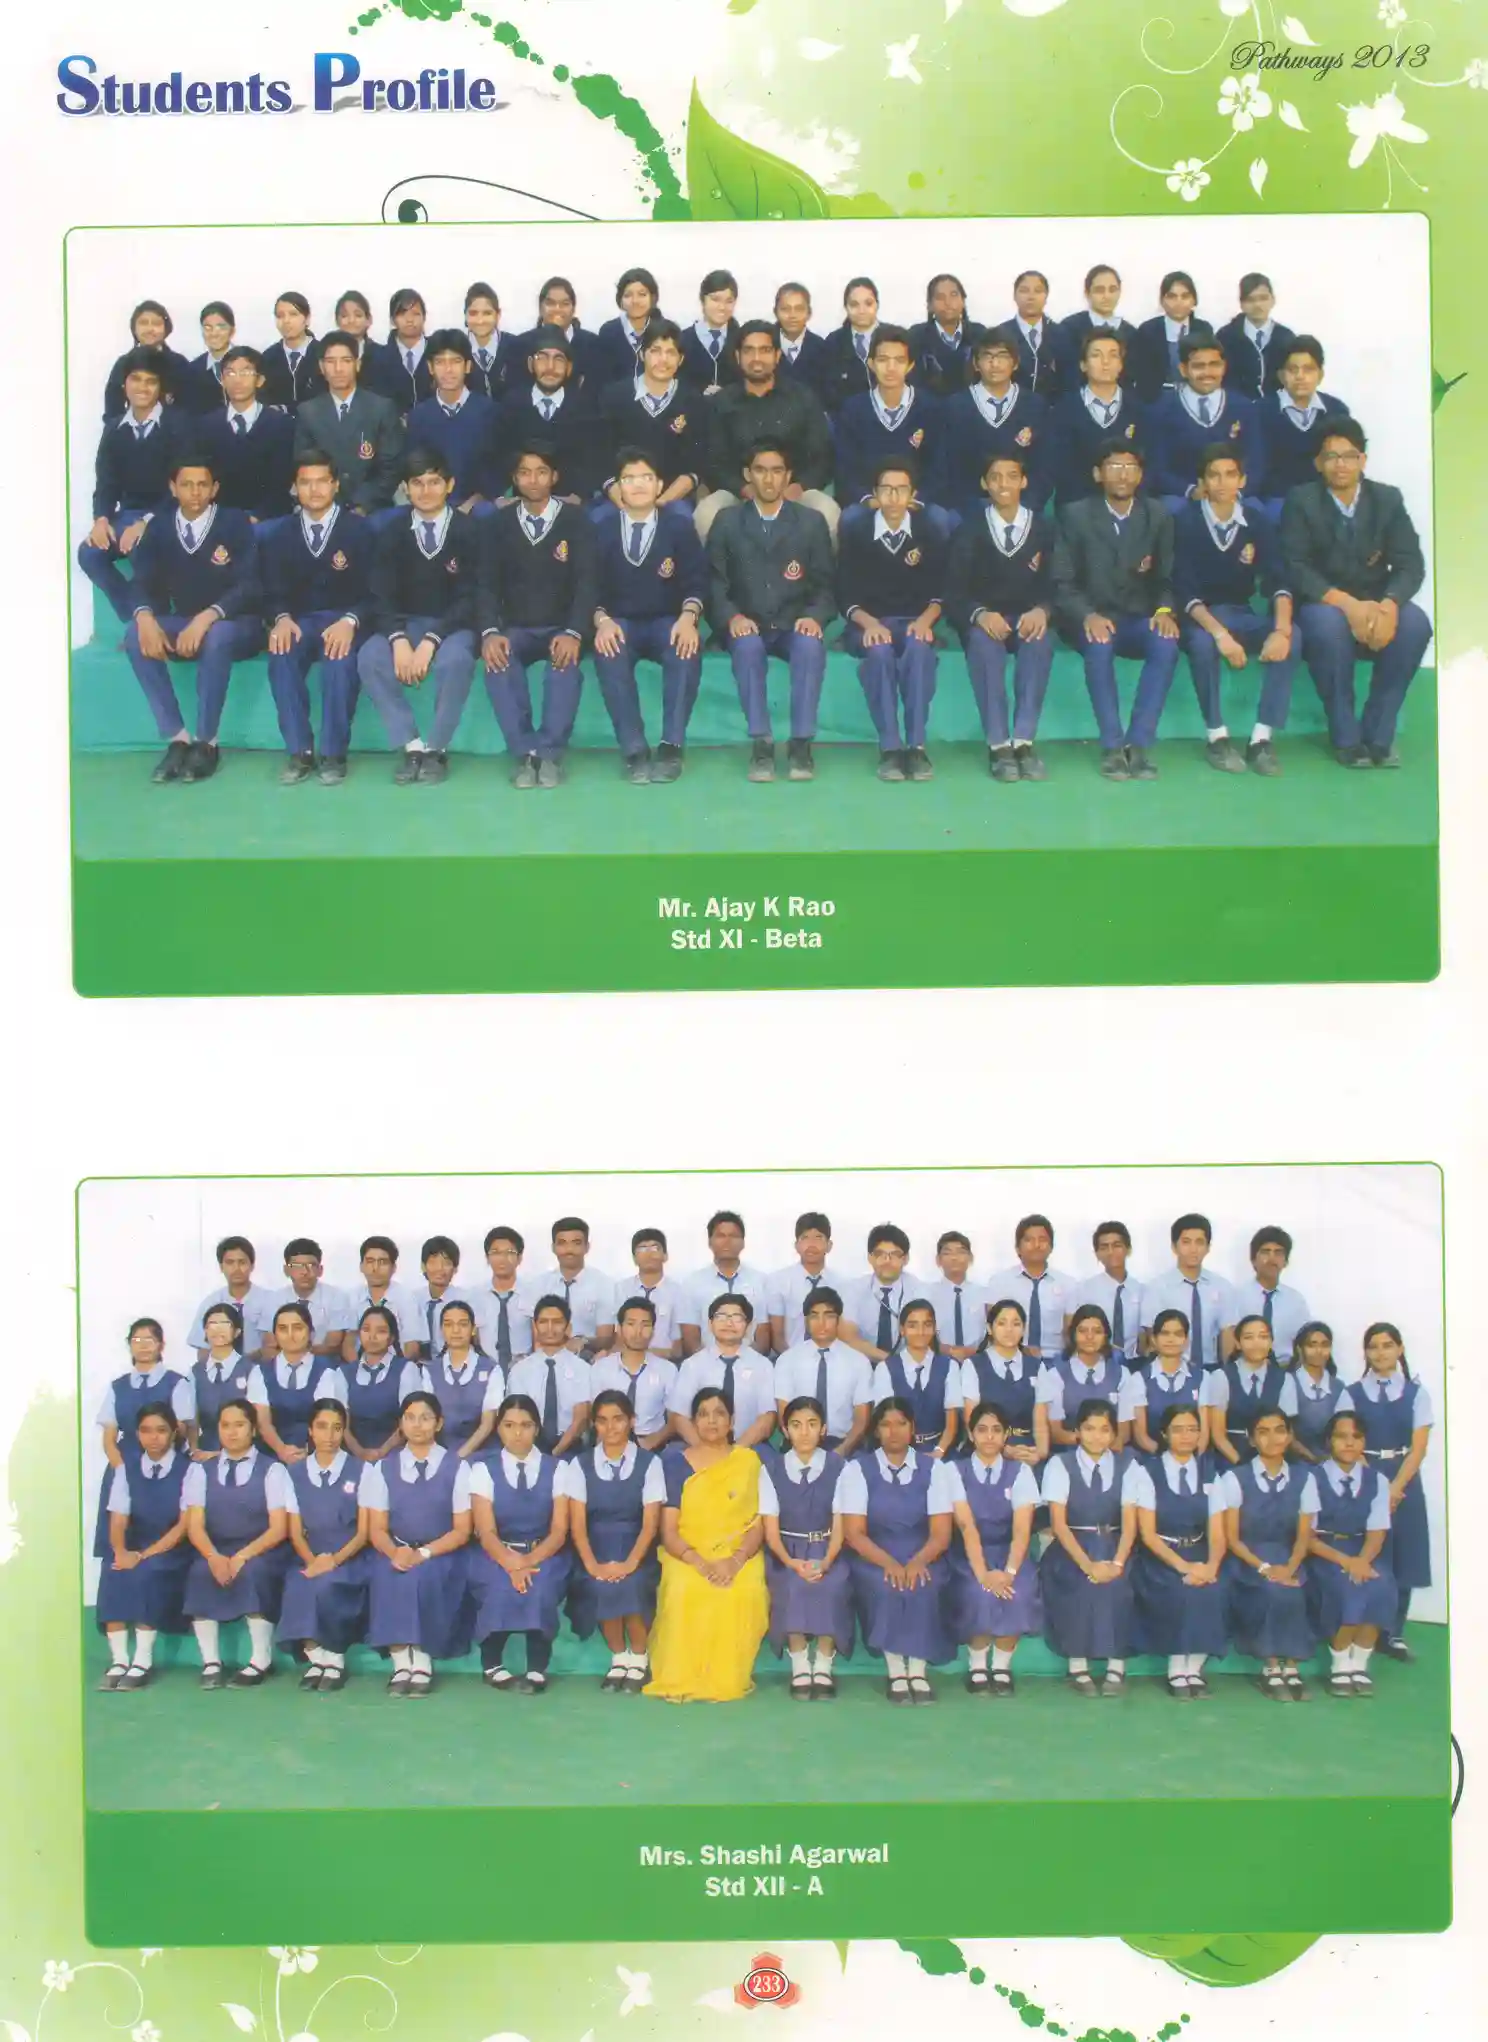 Students Profile
Pathways 2013
Mr. Ajay K Rao
Std XI - Beta
Mrs. Shashi Agarwal
Std XII - A
233